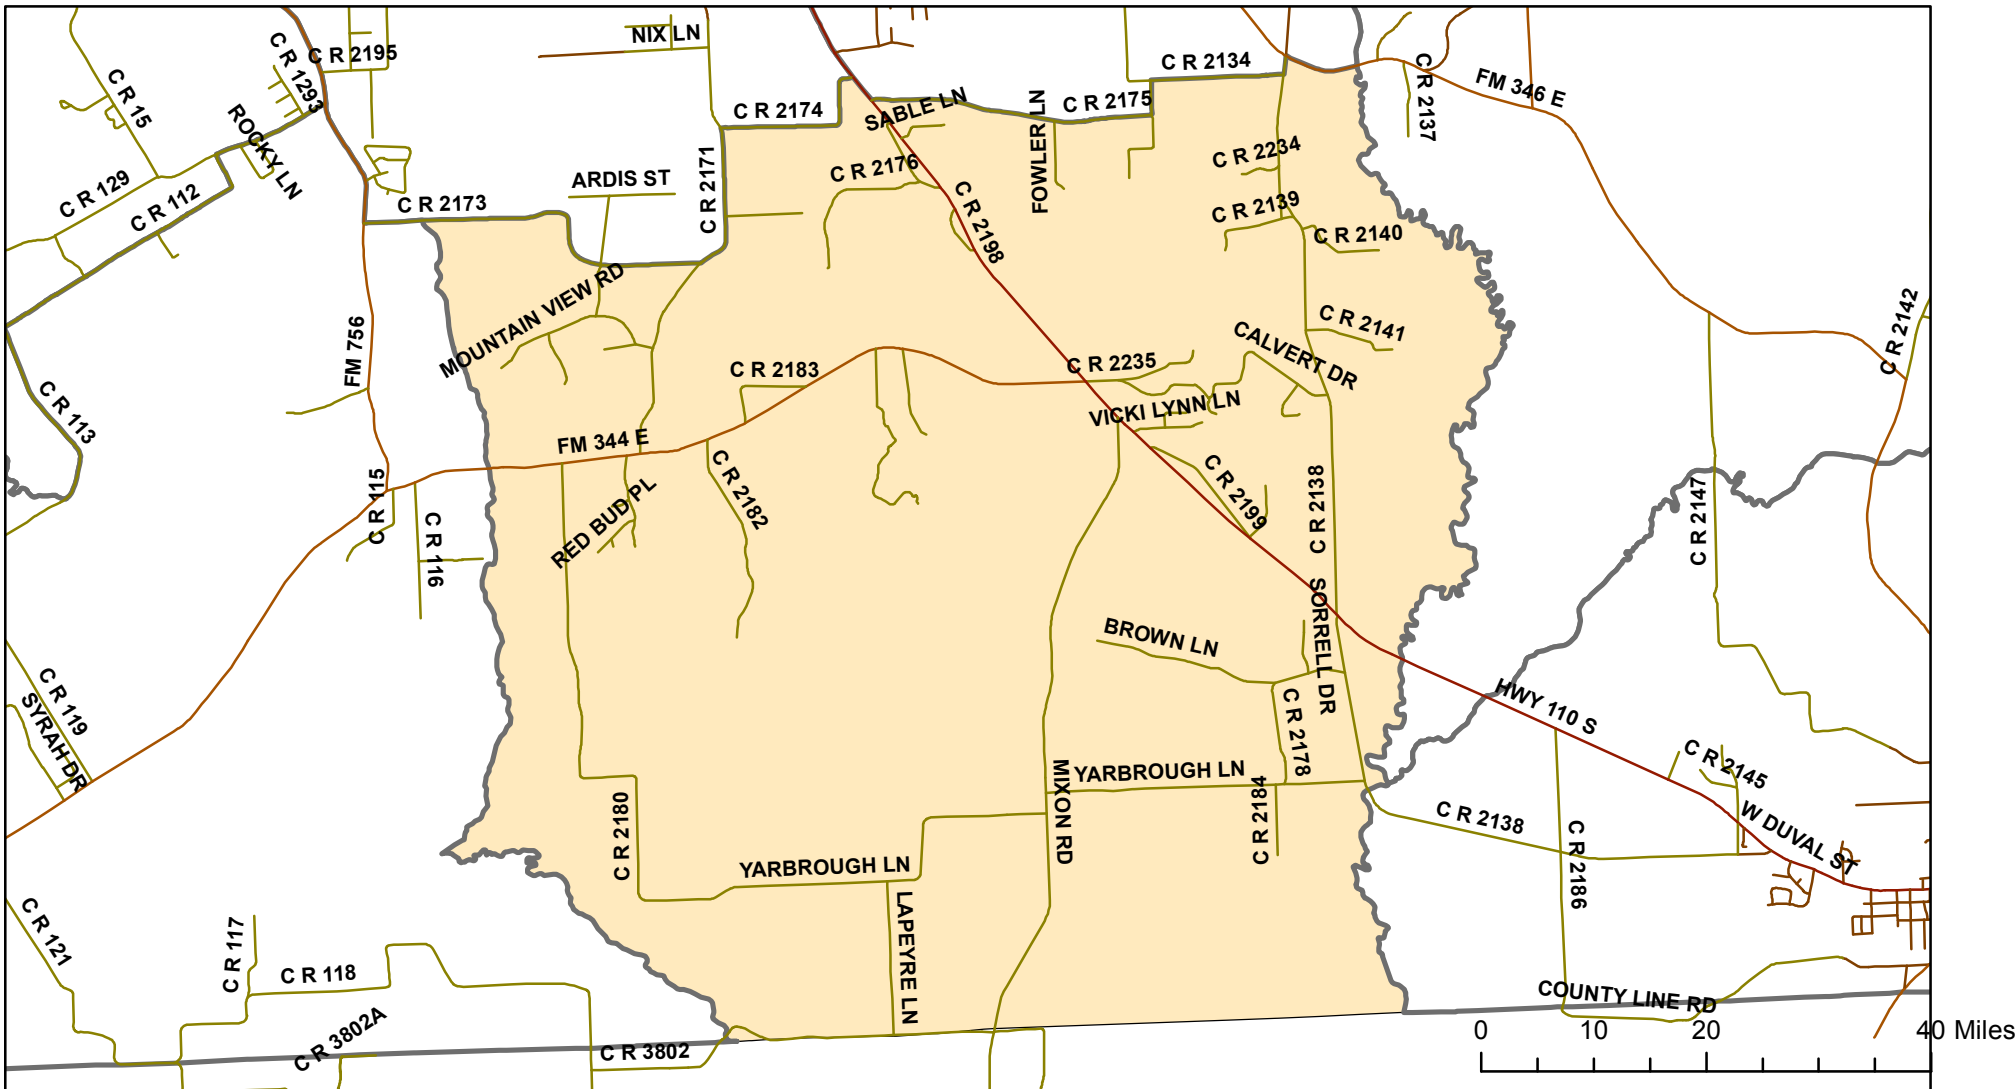 NIX LN
C R 2195
C R 1293
C R 15
C R 2134
C R 2137
FM 346 E
C R 2174
SABLE LN
C R 2175
FOWLER LN
ROCKY LN
C R 2171
C R 2234
C R 2176
ARDIS ST
C R 129
C R 112
C R 2173
C R 2198
C R 2139
C R 2140
MOUNTAIN VIEW RD
FM 756
C R 2141
C R 2142
CALVERT DR
C R 2235
C R 2183
C R 113
VICKI LYNN LN
FM 344 E
C R 115
C R 116
RED BUD PL
C R 2182
C R 2199
C R 2138
C R 2147
SORRELL DR
BROWN LN
C R 119
SYRAH DR
C R 2178
HWY 110 S
C R 2145
YARBROUGH LN
MIXON RD
C R 2184
C R 2138
W DUVAL ST
C R 2180
C R 2186
YARBROUGH LN
LAPEYRE LN
C R 121
C R 117
C R 118
COUNTY LINE RD
C R 3802A
C R 3802
0 10 20 40 Miles